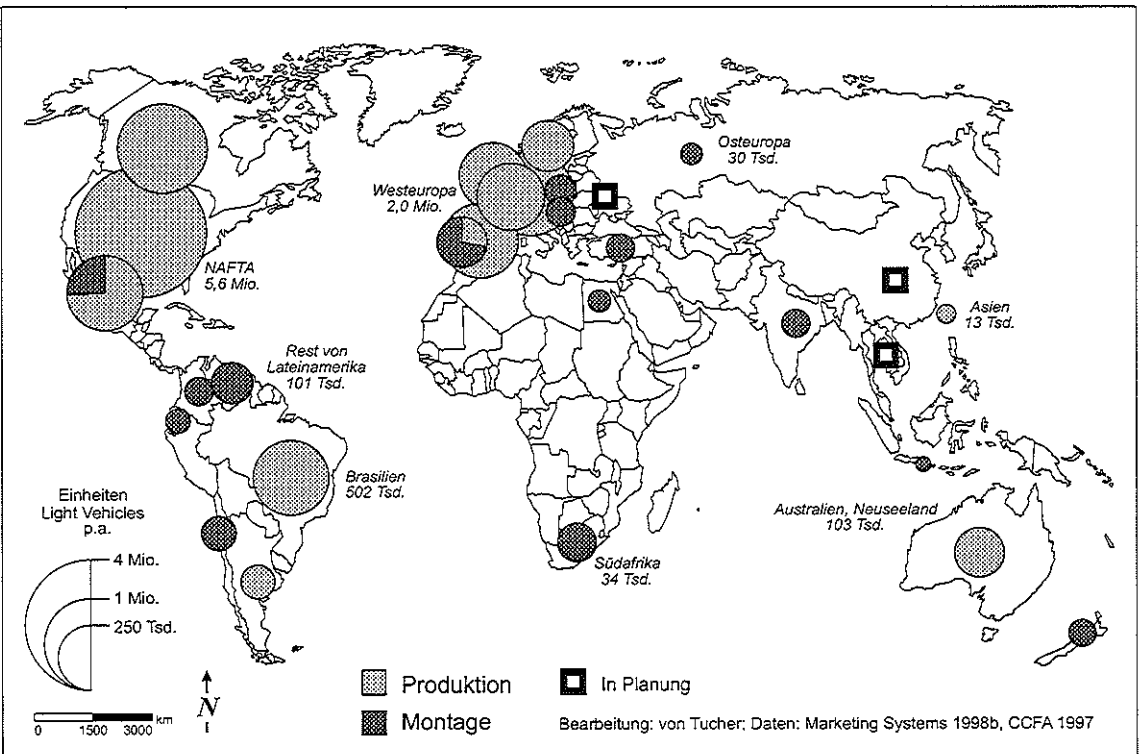 Osteuropa
30 Tsd.
Westeuropa
2,0 Mio.
NAFTA
5,6 Mio.
Asien
13 Tsd.
Rest von
Lateinamerika
101 Tsd.
Brasilien
502 Tsd.
Australien, Neuseeland
103 Tsd.
Südafrika
34 Tsd.
Einheiten
Light Vehicles
p.a.
4 Mio.
1 Mio.
250 Tsd.
N
0 1500 3000 km
Produktion
Montage
In Planung
Bearbeitung: von Tucher; Daten: Marketing Systems 1998b, CCFA 1997